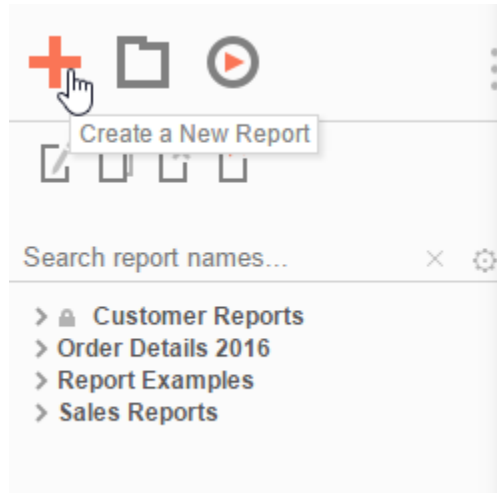 Create a New Report
Search report names...
Customer Reports
Order Details 2016
Report Examples
Sales Reports